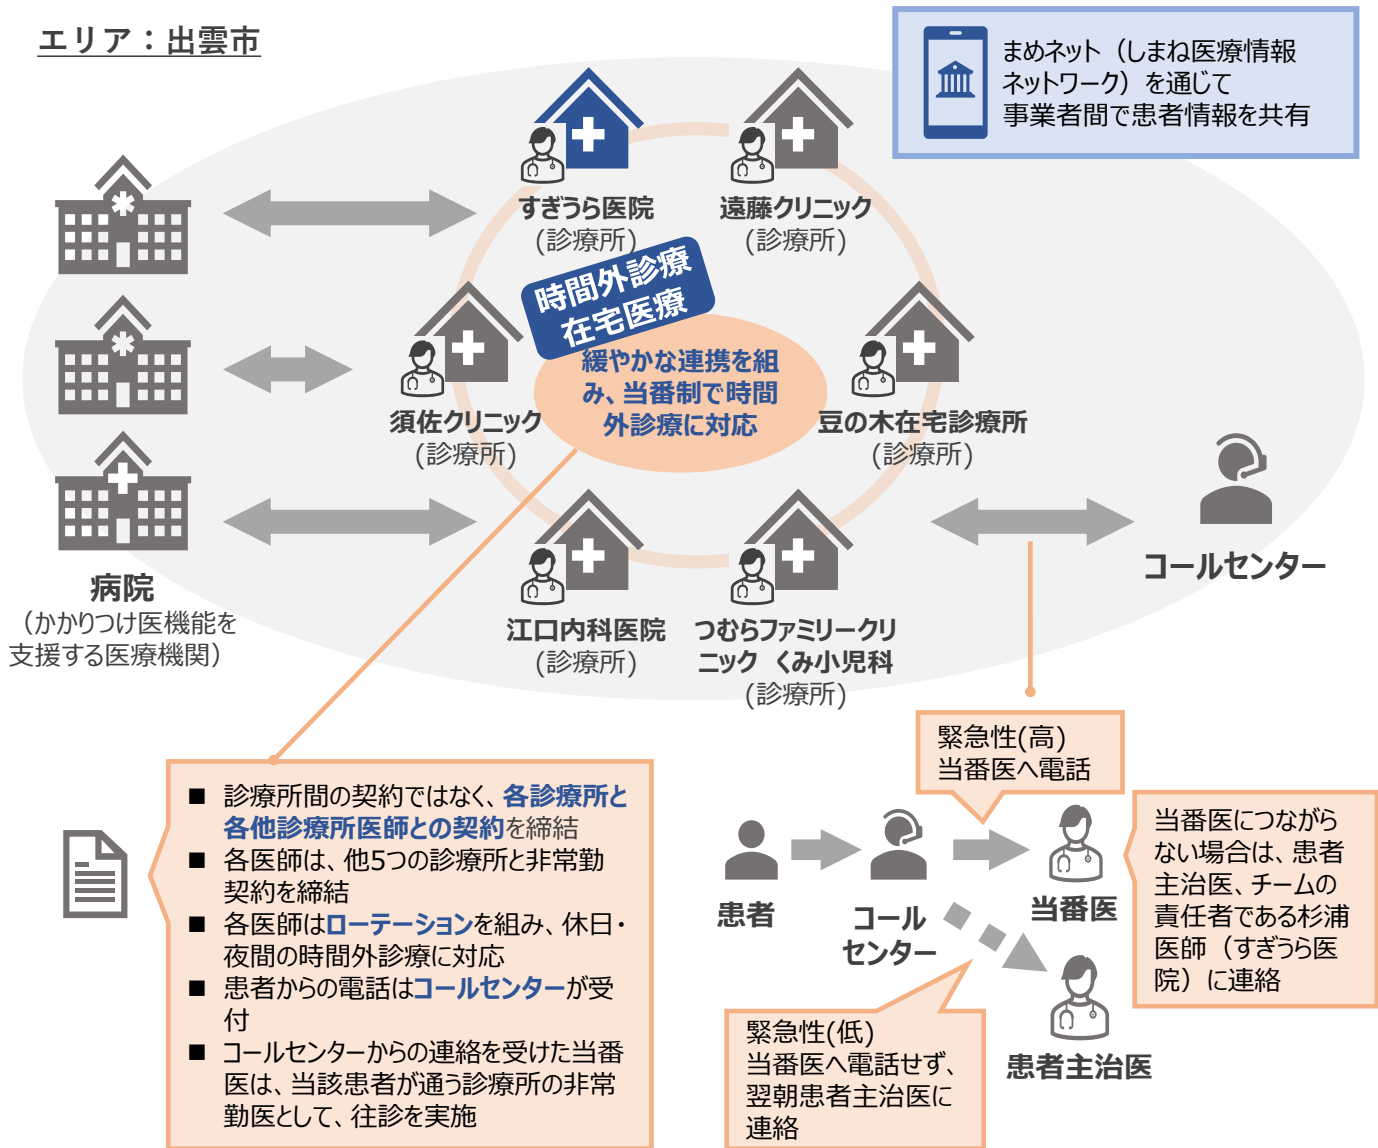 エリア：出雲市
まめネット（しまね医療情報
ネットワーク）を通じて
事業者間で患者情報を共有
すぎうら医院
(診療所)
遠藤クリニック
(診療所)
時間外診療
在宅医療
緩やかな連携を組
み、当番制で時間
外診療に対応
須佐クリニック
(診療所)
豆の木在宅診療所
(診療所)
江口内科医院
(診療所)
つむらファミリークリ
ニック くみ小児科
(診療所)
病院
（かかりつけ医機能を
支援する医療機関）
コールセンター
■ 診療所間の契約ではなく、各診療所と
各他診療所医師との契約を締結
■ 各医師は、他5つの診療所と非常勤
契約を締結
■ 各医師はローテーションを組み、休日・
夜間の時間外診療に対応
■ 患者からの電話はコールセンターが受
付
■ コールセンターからの連絡を受けた当番
医は、当該患者が通う診療所の非常
勤医として、往診を実施
緊急性(高)
当番医へ電話
患者
コール
センター
当番医
当番医につながら
ない場合は、患者
主治医、チームの
責任者である杉浦
医師（すぎうら医
院）に連絡
緊急性(低)
当番医へ電話せず、
翌朝患者主治医に
連絡
患者主治医